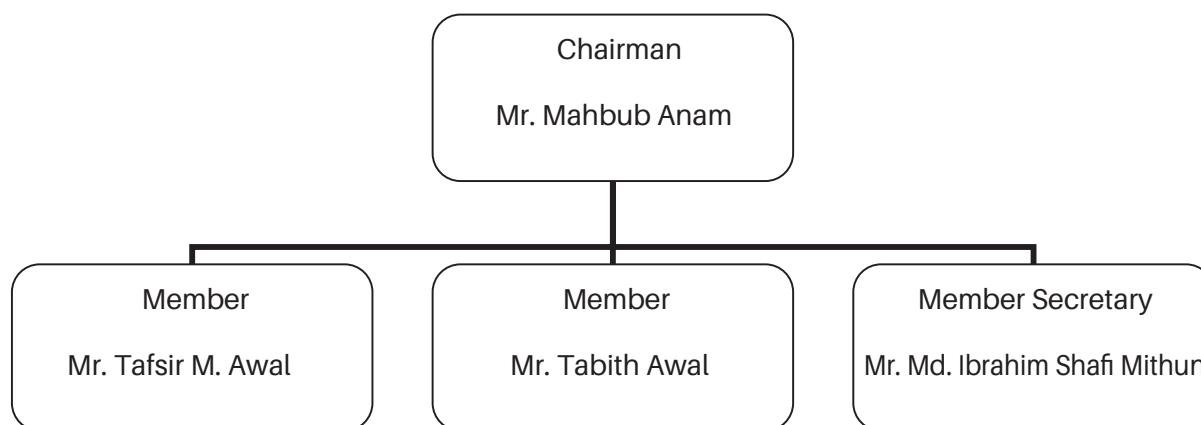 Chairman
Mr. Mahbub Anam
Member
Mr. Tafsir M. Awal
Member
Mr. Tabith Awal
Member Secretary
Mr. Md. Ibrahim Shafi Mithun